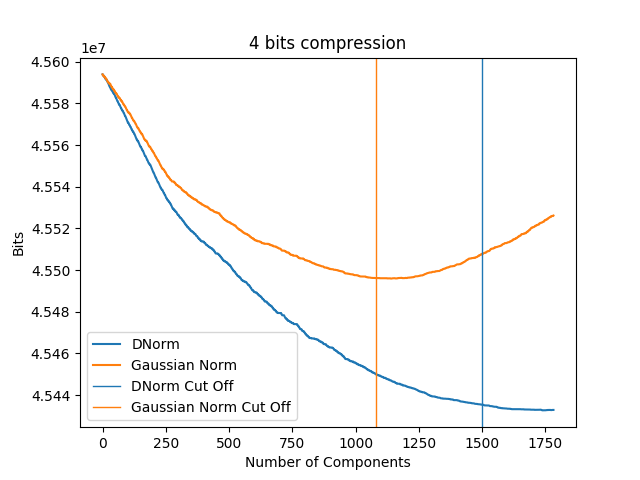 4 bits compression
1e7
4.560
4.558
4.556
4.554
4.552
4.550
4.548
4.546
4.544
Bits
DNorm
Gaussian Norm
DNorm Cut Off
Gaussian Norm Cut Off
0 250 500 750 1000 1250 1500 1750
Number of Components